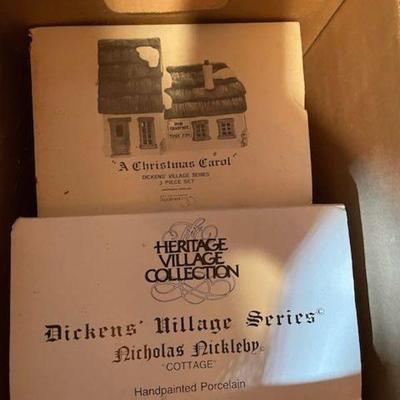 "A Christmas Carol"
DICKENS' VILLAGE SERIES
3 PIECE SET
The
HERITAGE
VILLAGE
COLLECTION
Dickens' Village Series©
Nicholas Nickleby©
"COTTAGE"
Handpainted Porcelain